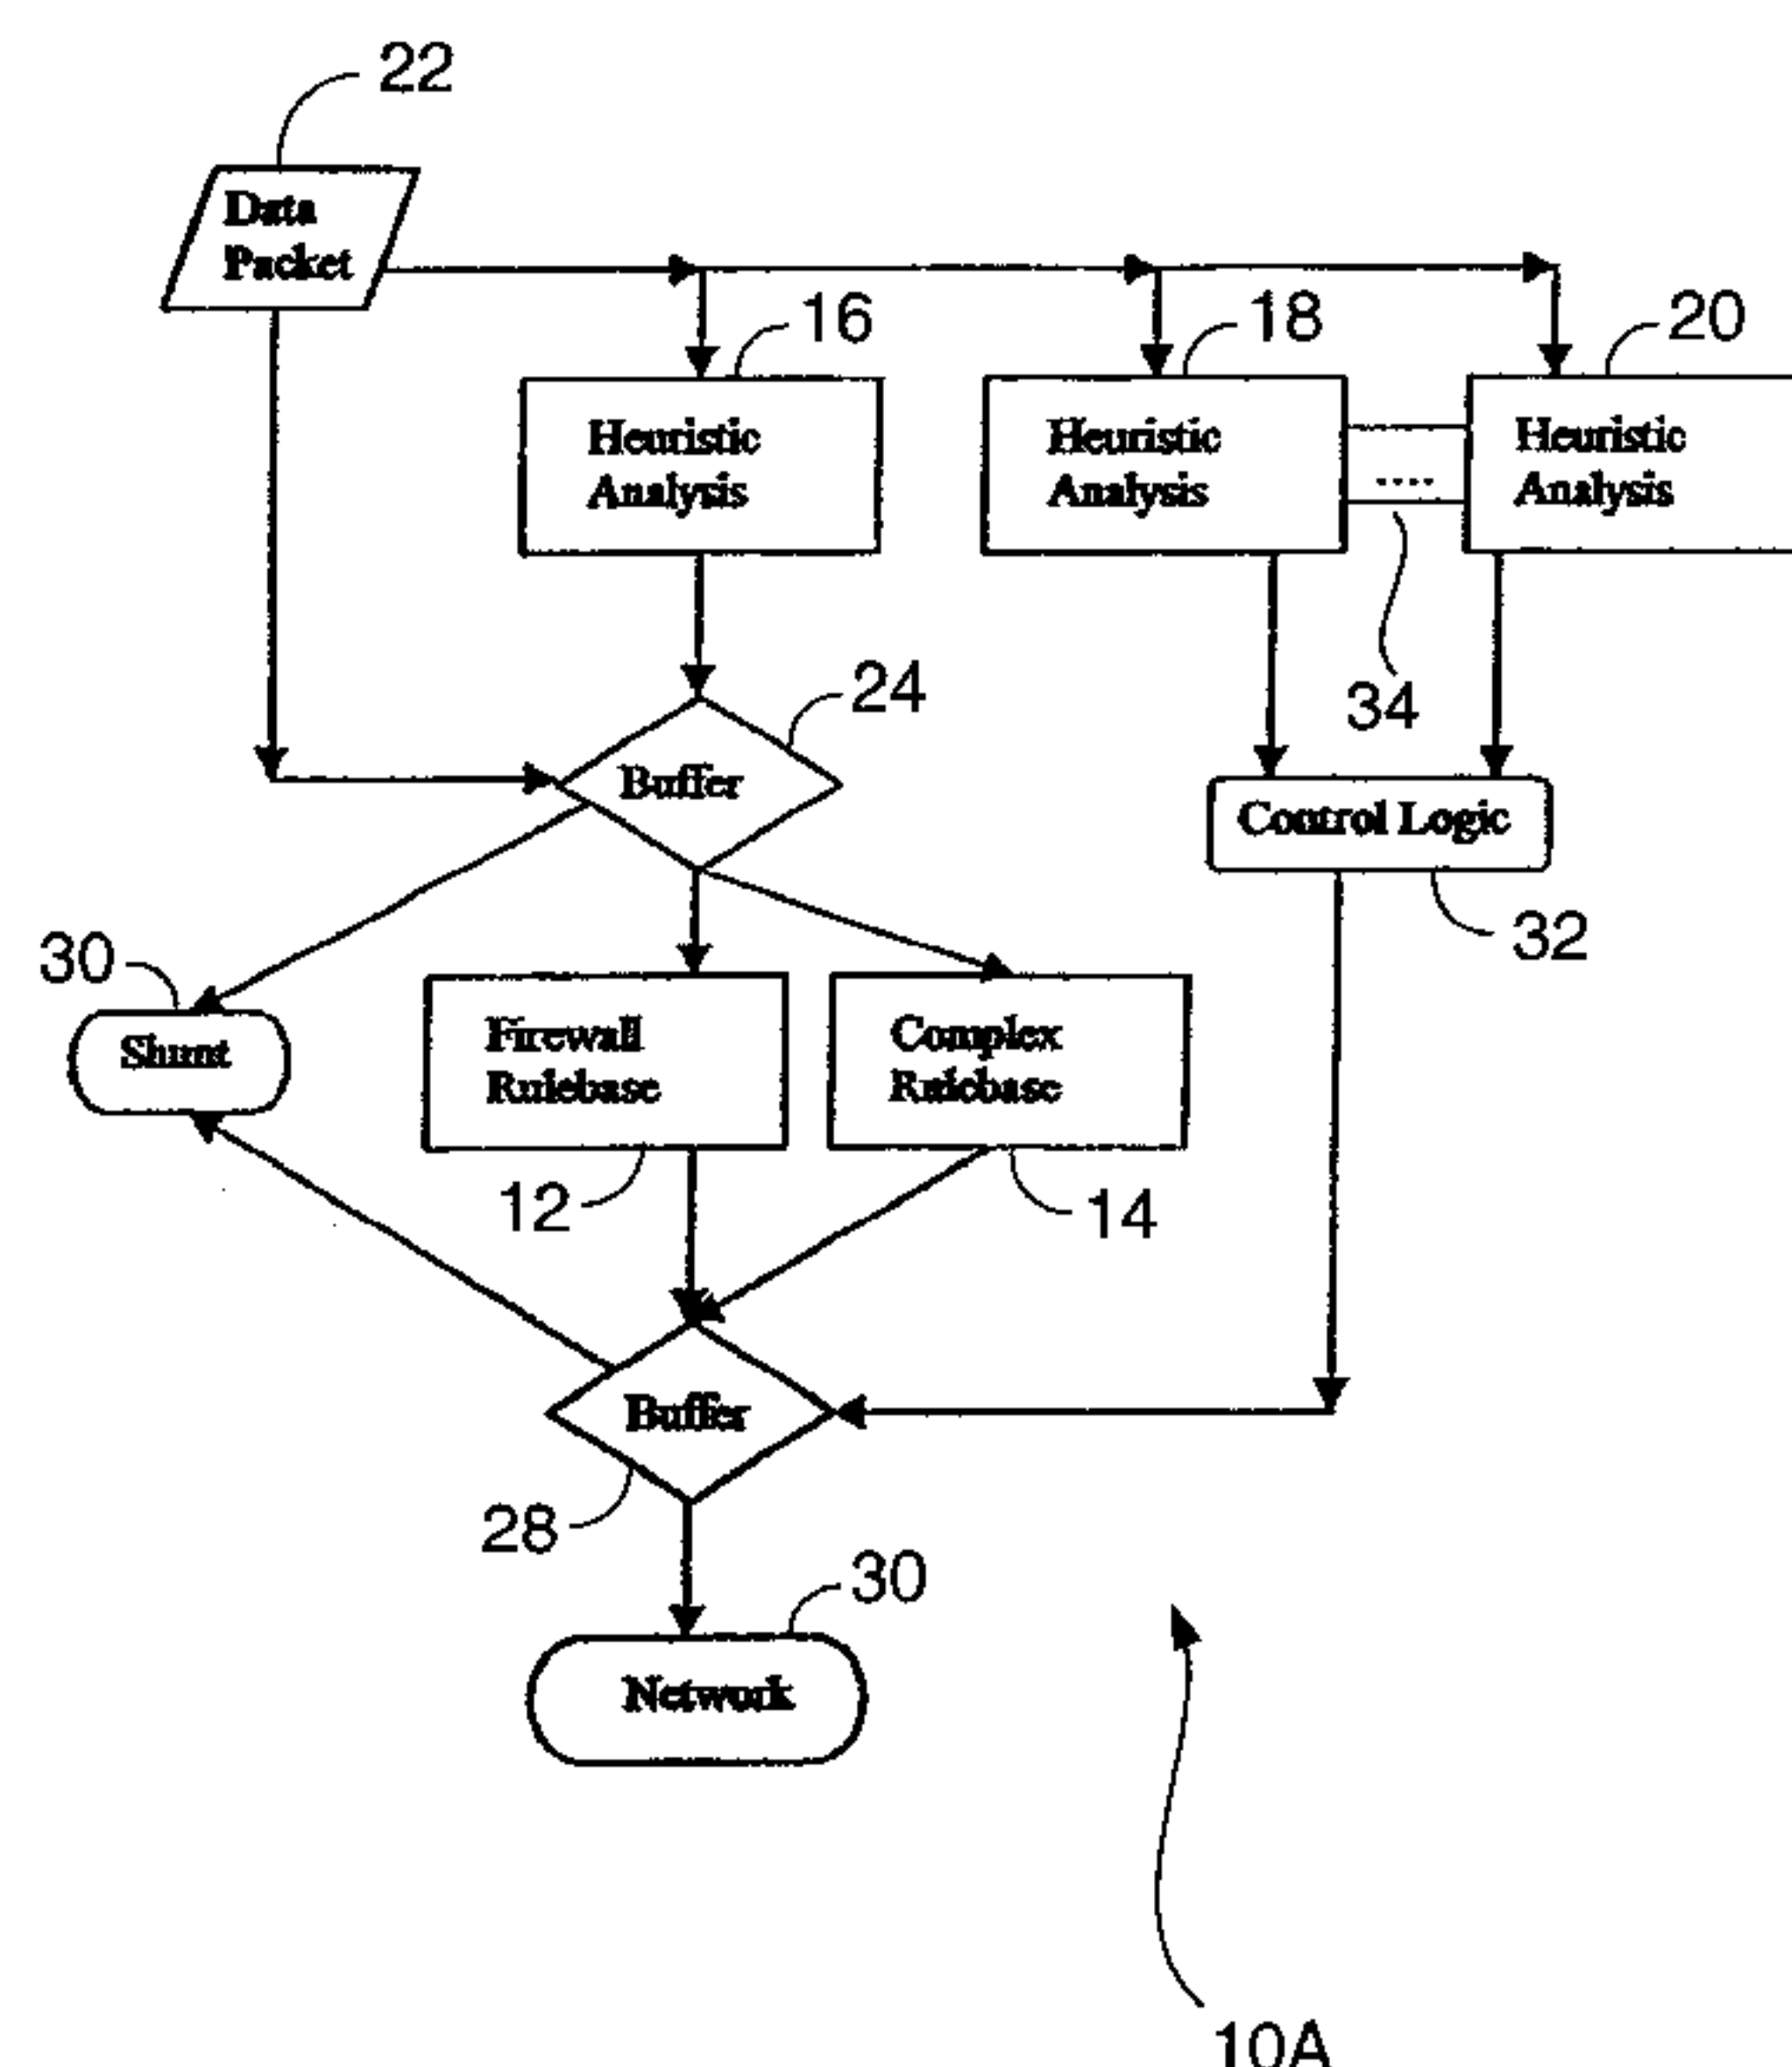 22
Data
Packet
16
18
20
Heuristic
Analysis
Heuristic
Analysis
....
Heuristic
Analysis
24
34
Buffer
Control Logic
32
30
Shunt
Firewall
Rulebase
Complex
Rulebase
12
14
Buffer
28
30
Network
10A